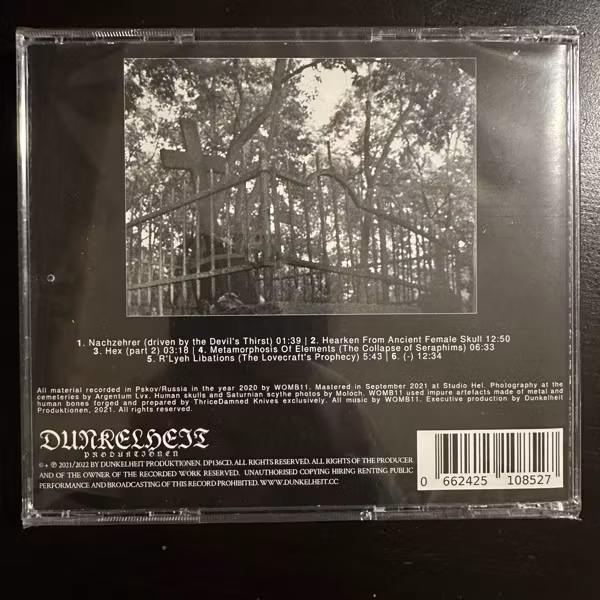 1. Nachzehrer (driven by the Devil's Thirst) 01:39 | 2. Hearken From Ancient Female Skull 12:50
3. Hex (part 2) 03:18 | 4. Metamorphosis Of Elements (The Collapse of Seraphims) 06:33
5. R'Lyeh Libations (The Lovecraft's Prophecy) 5:43 | 6. (-) 12:34
All material recorded in Pskov/Russia in the year 2020 by WOMB11. Mastered in September 2021 at Studio Hel. Photography at the
cemeteries by Argentum Lvx. Human skulls and Saturnian scythe photos by Moloch. WOMB11 used impure artefacts made of metal and
human bones forged and prepared by ThriceDamned Knives exclusively. All music by WOMB11. Executive production by Dunkelheit
Produktionen, 2021. All rights reserved.
DUNKELHEIT
PRODUKTIONEN
©+ ℗ 2021/2022 BY DUNKELHEIT PRODUKTIONEN. DP136CD. ALL RIGHTS RESERVED. ALL RIGHTS OF THE PRODUCER
AND OF THE OWNER OF THE RECORDED WORK RESERVED. UNAUTHORISED COPYING HIRING RENTING PUBLIC
PERFORMANCE AND BROADCASTING OF THIS RECORD PROHIBITED. WWW.DUNKELHEIT.CC
0 662425 108527